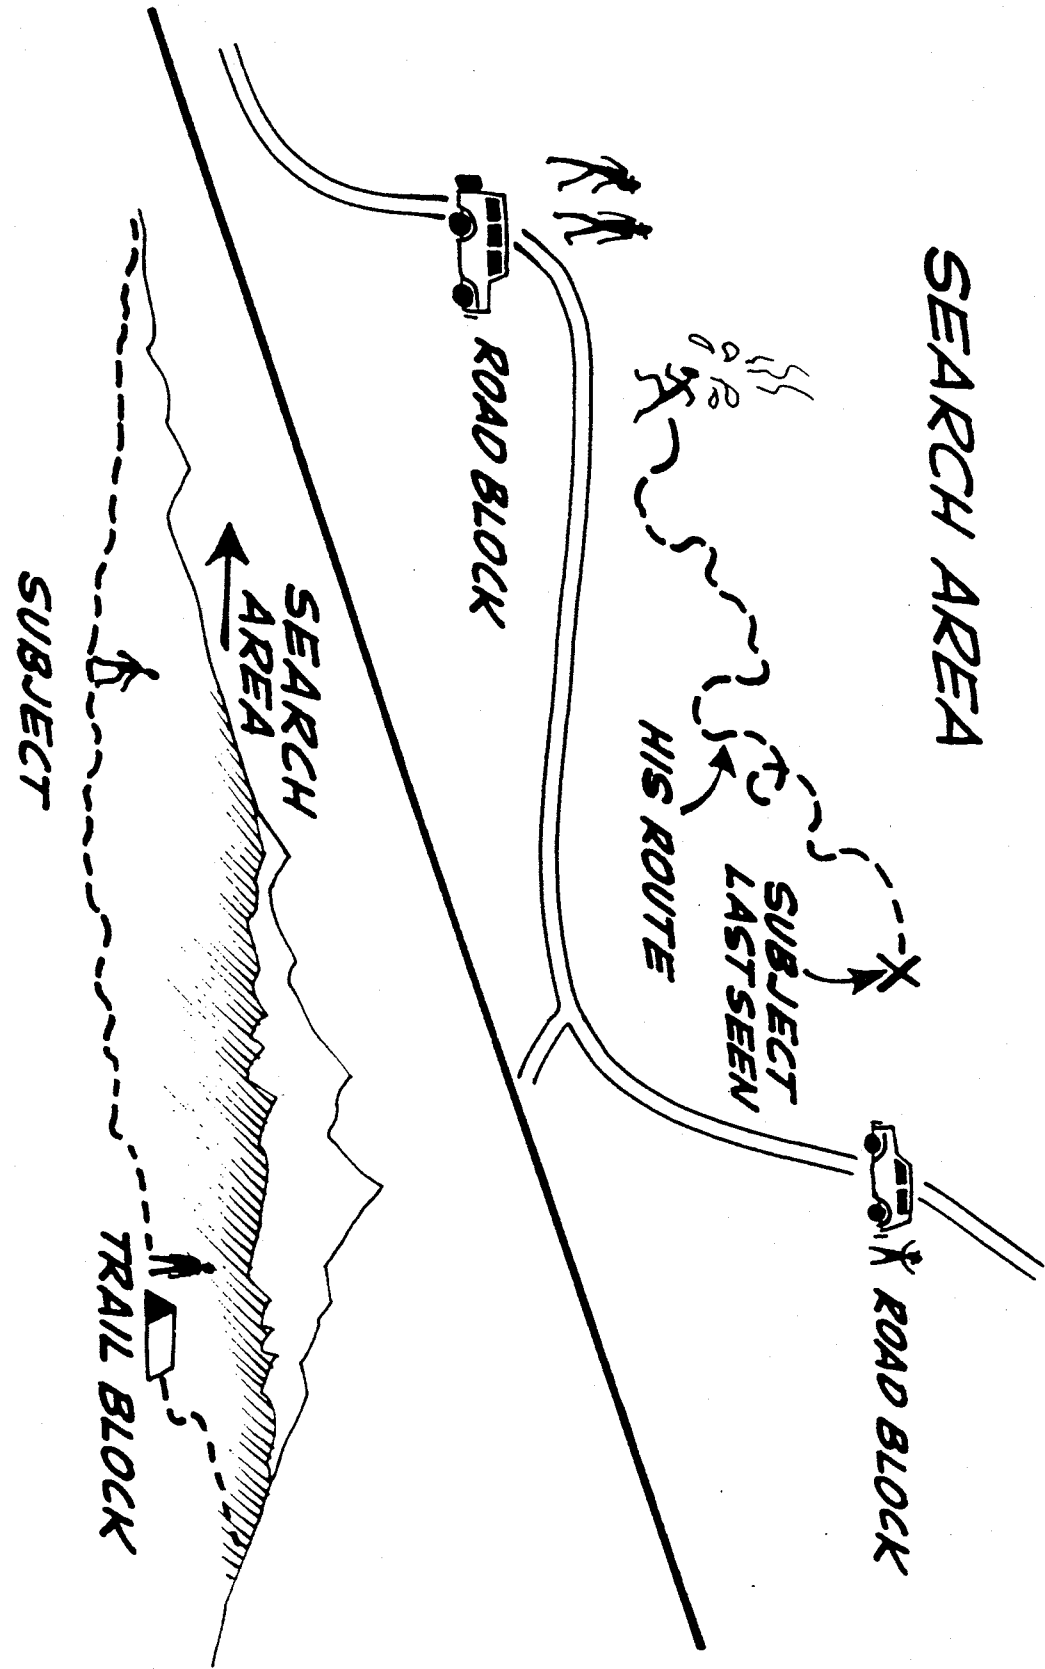 SEARCH AREA
ROAD BLOCK
SUBJECT
LAST SEEN
HIS ROUTE
ROAD BLOCK
SEARCH
AREA
TRAIL BLOCK
SUBJECT